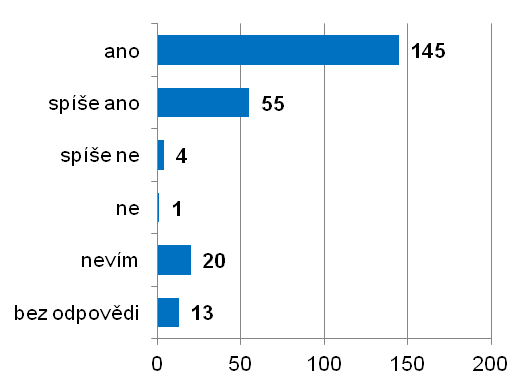 ano 145
spíše ano 55
spíše ne 4
ne 1
nevím 20
bez odpovědi 13
0 50 100 150 200